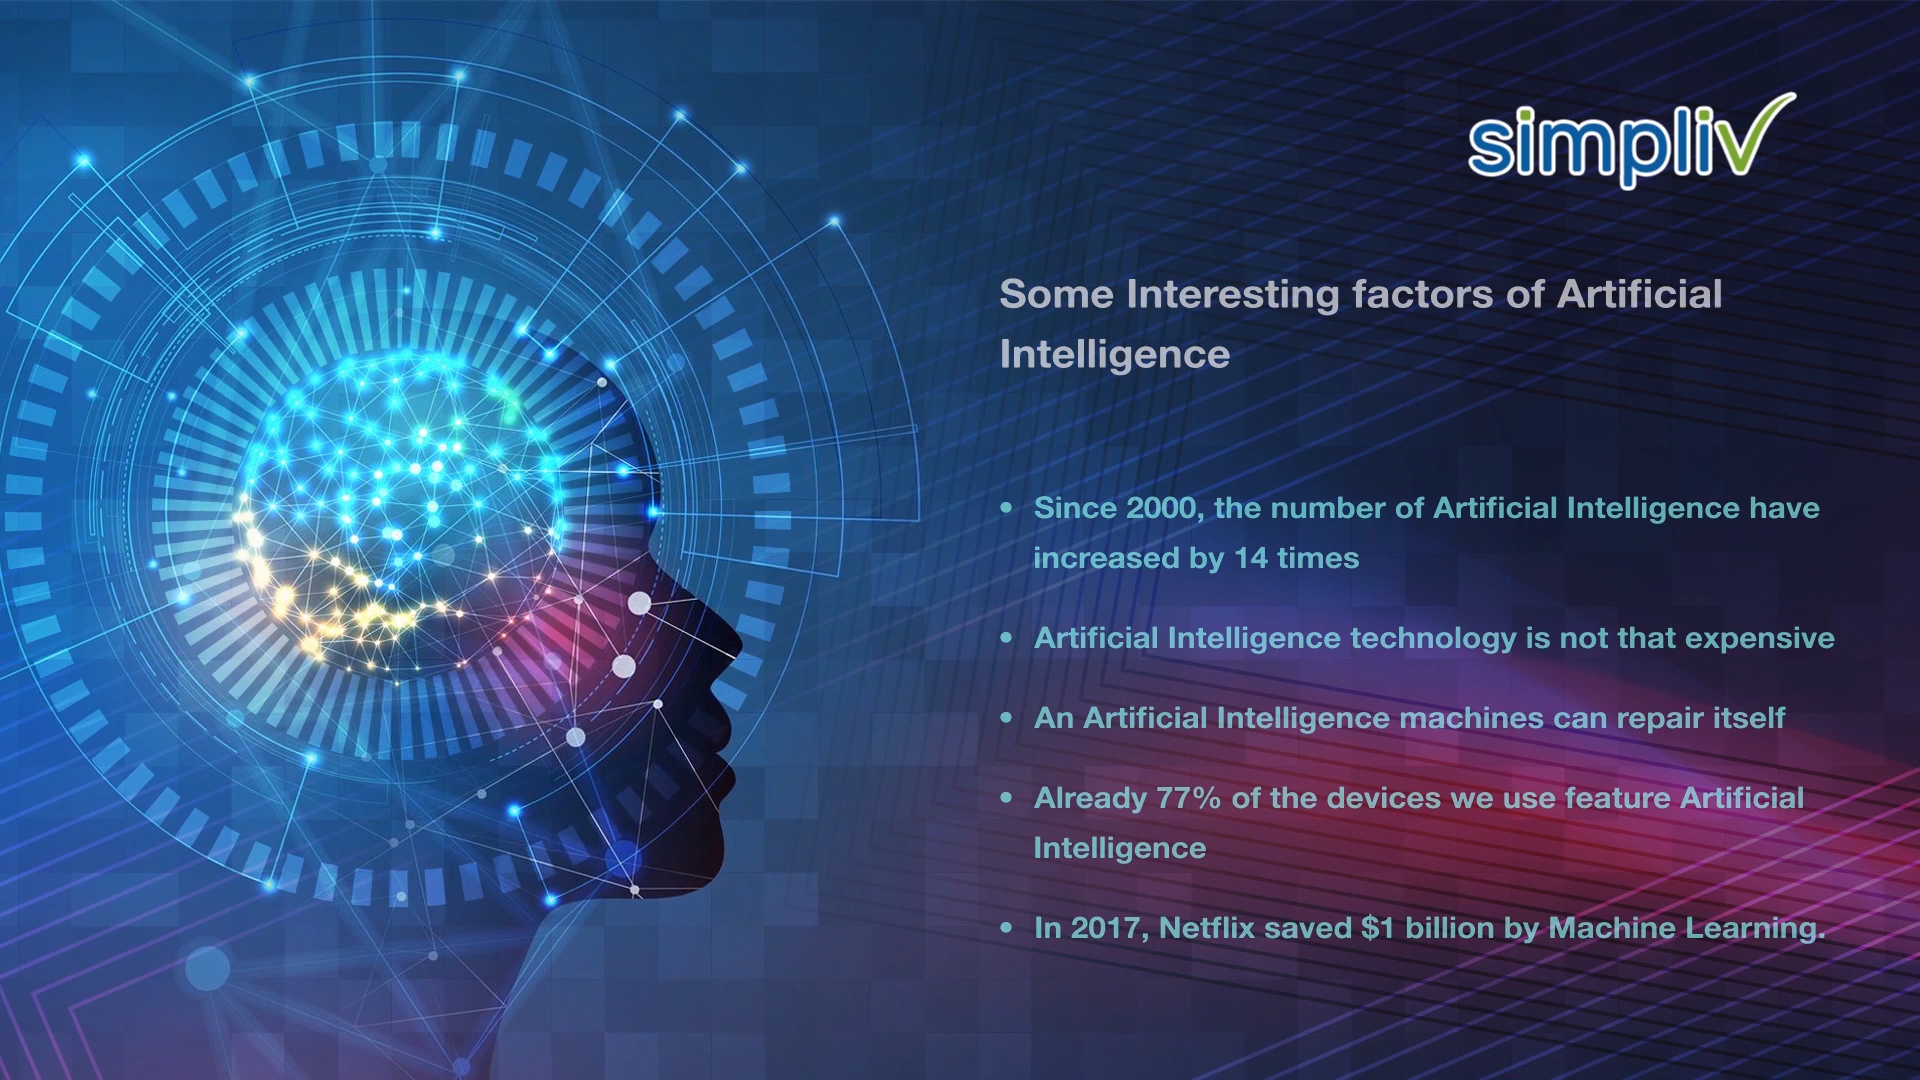 simpliv
Some Interesting factors of Artificial
Intelligence
• Since 2000, the number of Artificial Intelligence have
increased by 14 times
• Artificial Intelligence technology is not that expensive
• An Artificial Intelligence machines can repair itself
• Already 77% of the devices we use feature Artificial
Intelligence
• In 2017, Netflix saved $1 billion by Machine Learning.